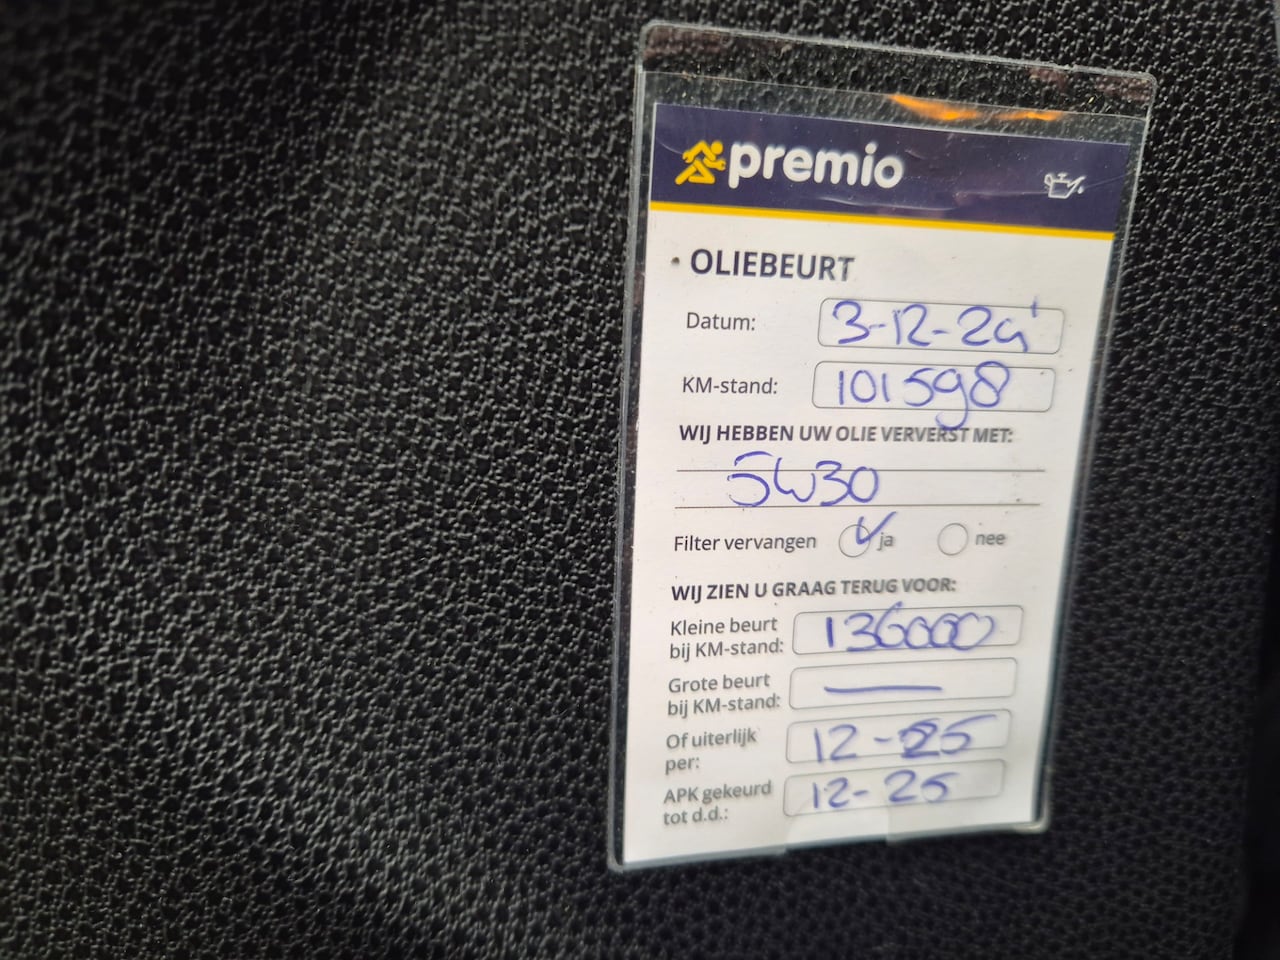 premio
OLIEBEURT
Datum: 3-12-24
KM-stand: 101598
WIJ HEBBEN UW OLIE VERVERST MET:
5W30
Filter vervangen ja nee
WIJ ZIEN U GRAAG TERUG VOOR:
Kleine beurt
bij KM-stand: 136000
Grote beurt
bij KM-stand: —
Of uiterlijk
per: 12-25
APK gekeurd
tot d.d.: 12-25